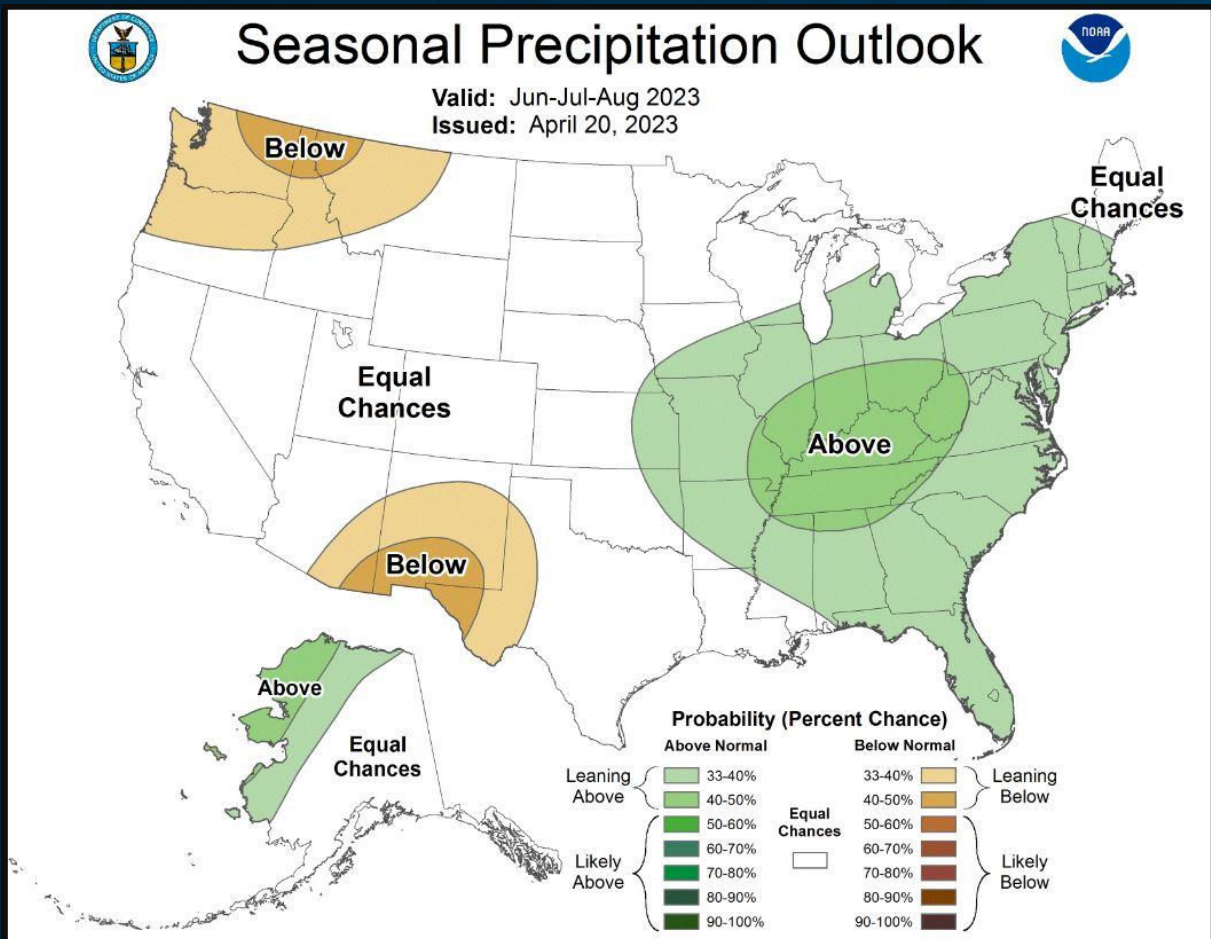 Seasonal Precipitation Outlook
NOAA
Valid: Jun-Jul-Aug 2023
Issued: April 20, 2023
Below
Equal
Chances
Equal
Chances
Above
Below
Above
Equal
Chances
Probability (Percent Chance)
Above Normal
Below Normal
Leaning
Above
33-40%
40-50%
50-60%
60-70%
70-80%
80-90%
90-100%
Likely
Above
Equal
Chances
33-40%
40-50%
50-60%
60-70%
70-80%
80-90%
90-100%
Leaning
Below
Likely
Below